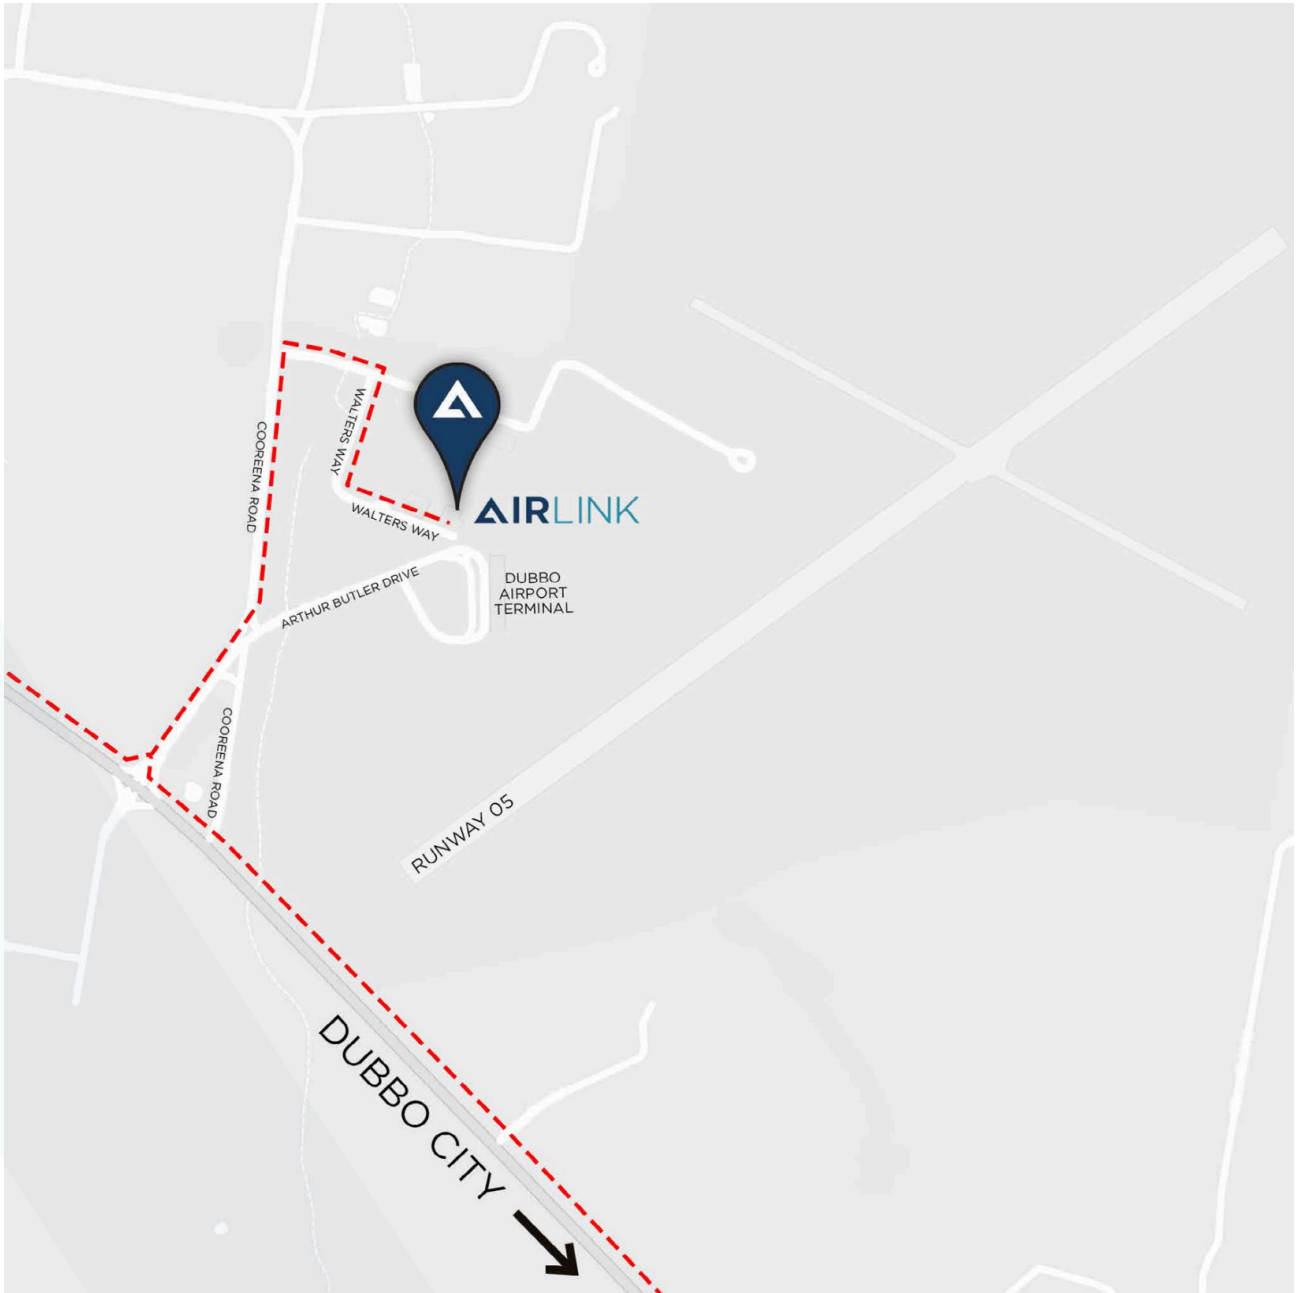 WALTERS WAY
COOREENA ROAD
AIRLINK
WALTERS WAY
DUBBO
AIRPORT
TERMINAL
ARTHUR BUTLER DRIVE
COOREENA ROAD
RUNWAY 05
DUBBO CITY